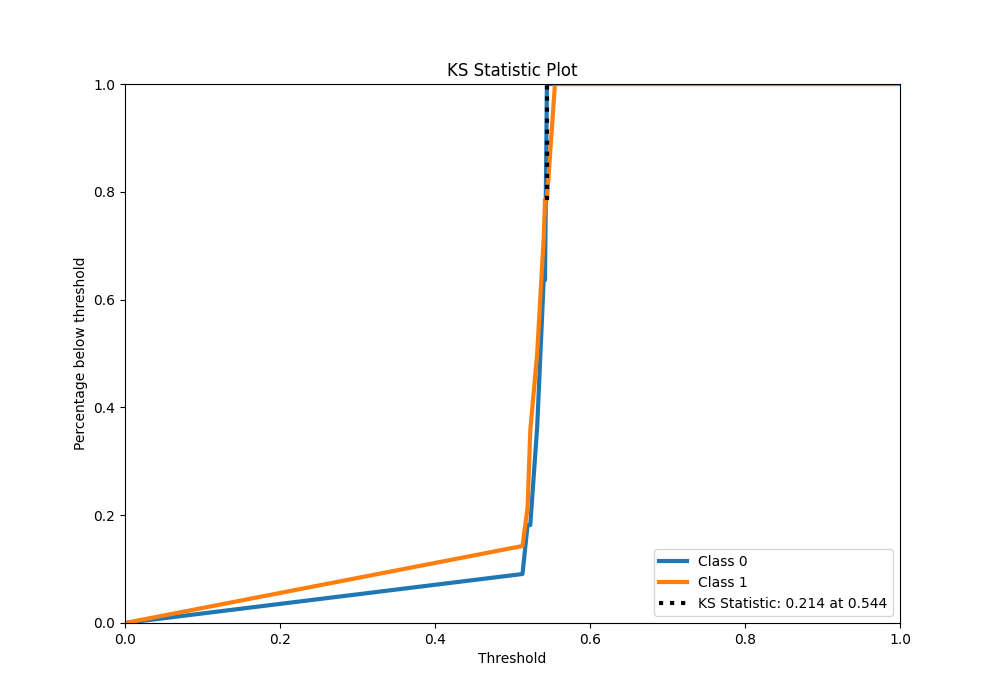 KS Statistic Plot
1.0
0.8
0.6
0.4
0.2
0.0
Percentage below threshold
0.0 0.2 0.4 0.6 0.8 1.0
Threshold
Class 0
Class 1
KS Statistic: 0.214 at 0.544